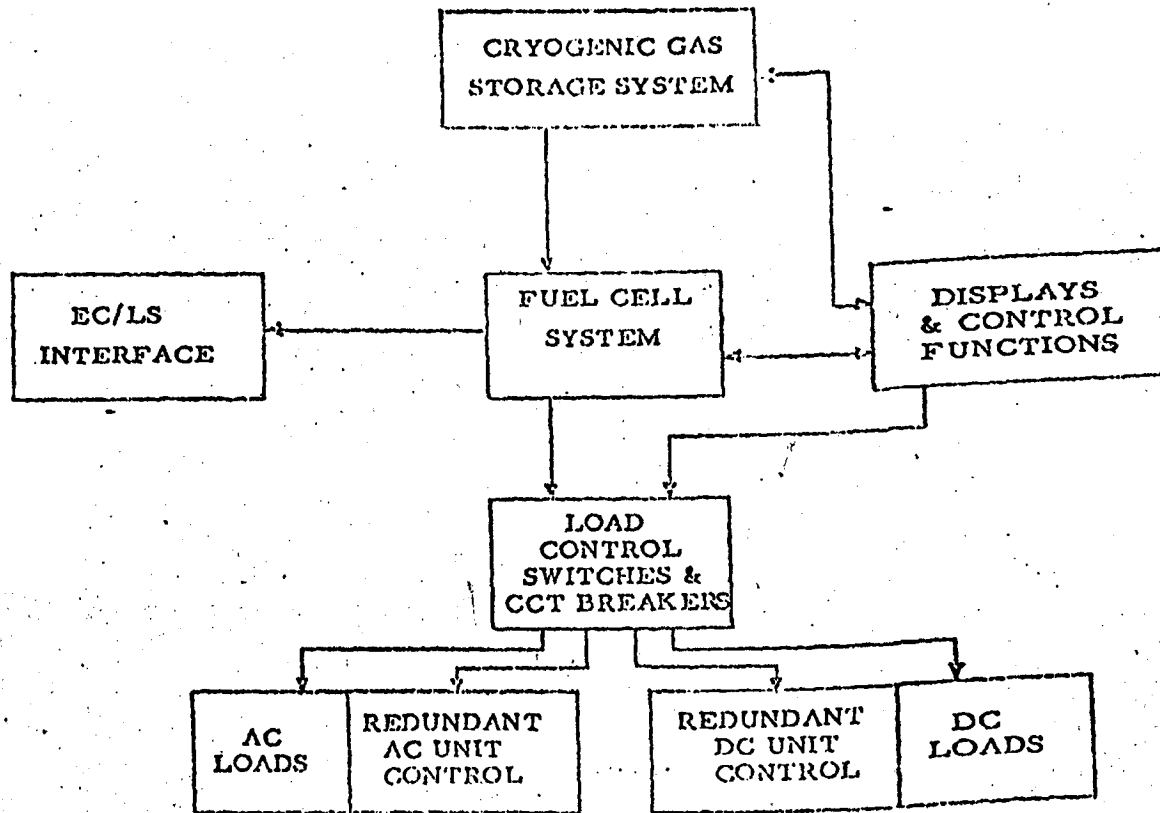 CRYOGENIC GAS
STORAGE SYSTEM
EC/LS
INTERFACE
FUEL CELL
SYSTEM
DISPLAYS
& CONTROL
FUNCTIONS
LOAD
CONTROL
SWITCHES &
CCT BREAKERS
AC
LOADS
REDUNDANT
AC UNIT
CONTROL
REDUNDANT
DC UNIT
CONTROL
DC
LOADS